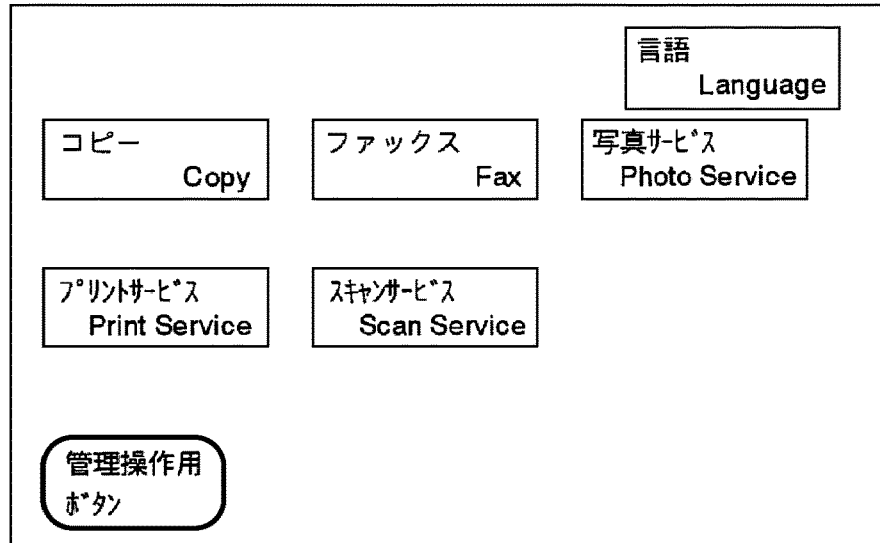 言語
Language
コピー
Copy
ファックス
Fax
写真ｻｰﾋﾞｽ
Photo Service
ﾌﾟﾘﾝﾄｻｰﾋﾞｽ
Print Service
ｽｷｬﾝｻｰﾋﾞｽ
Scan Service
管理操作用
ﾎﾞﾀﾝ